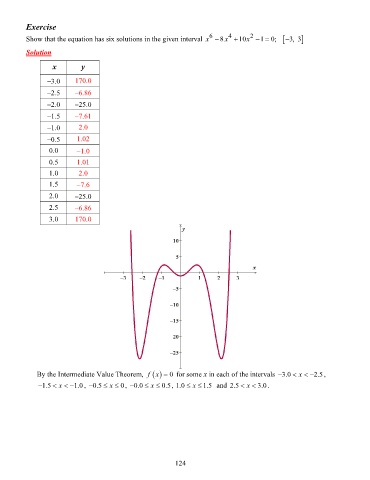 Exercise
Show that the equation has six solutions in the given interval x⁶ − 8x⁴ + 10x² − 1 = 0; [−3, 3]
Solution
x y
−3.0 170.0
−2.5 −6.86
−2.0 −25.0
−1.5 −7.61
−1.0 2.0
−0.5 1.02
0.0 −1.0
0.5 1.01
1.0 2.0
1.5 −7.6
2.0 −25.0
2.5 −6.86
3.0 170.0
y
10
5
x
−3 −2 −1 1 2 3
−5
−10
−15
20
−25
By the Intermediate Value Theorem, f(x) = 0 for some x in each of the intervals −3.0 < x < −2.5,
−1.5 < x < −1.0, −0.5 ≤ x ≤ 0, −0.0 ≤ x ≤ 0.5, 1.0 ≤ x ≤ 1.5 and 2.5 < x < 3.0.
124